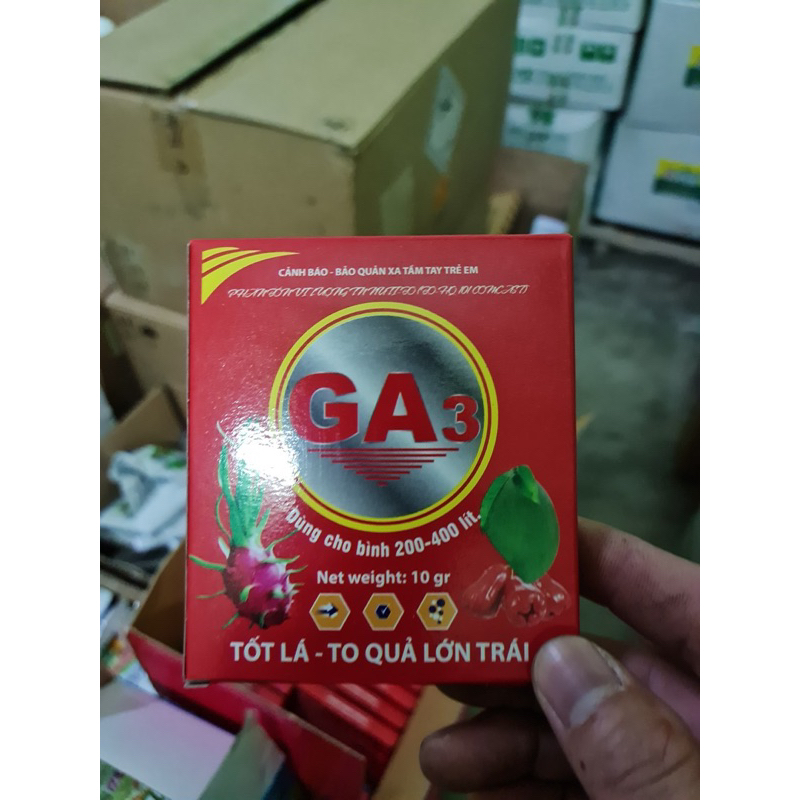 CẢNH BÁO - BẢO QUẢN XA TẦM TAY TRẺ EM
GA3
Dùng cho bình 200-400 lít.
Net weight: 10 gr
TỐT LÁ - TO QUẢ LỚN TRÁI